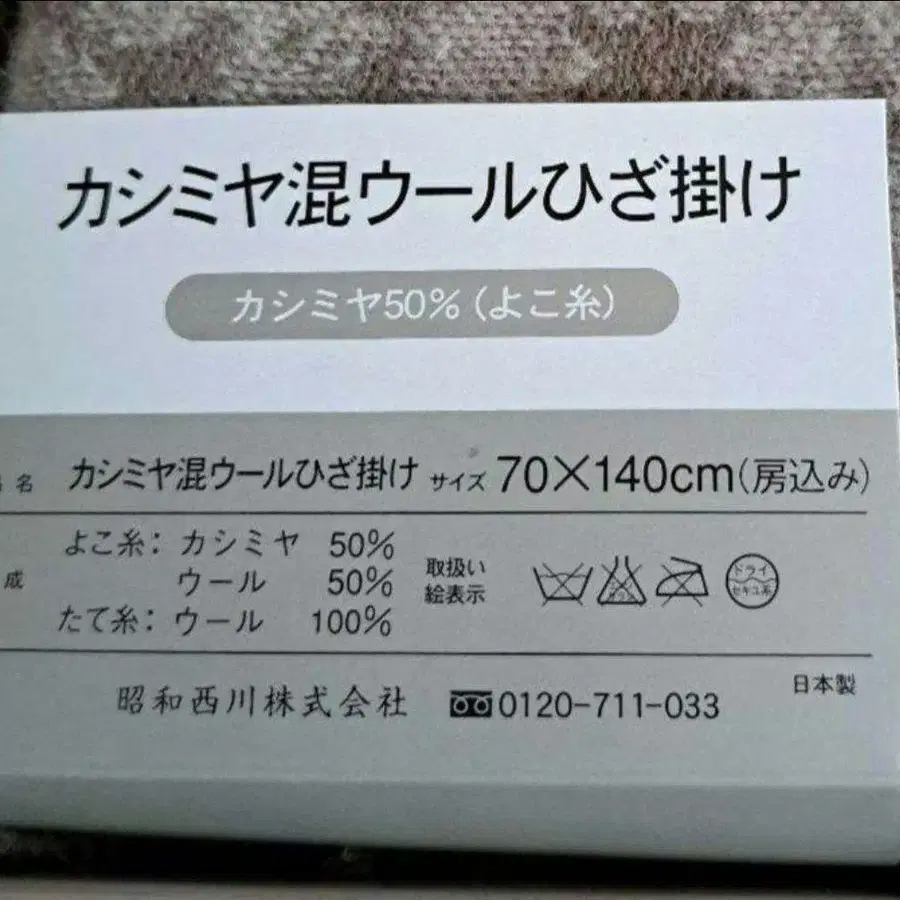 カシミヤ混ウールひざ掛け
カシミヤ50%(よこ糸)
名 カシミヤ混ウールひざ掛け サイズ 70×140cm(房込み)
よこ糸: カシミヤ 50%
成 ウール 50%
たて糸: ウール 100%
取扱い
絵表示
ドライ
セキユ系
昭和西川株式会社 0120-711-033
日本製